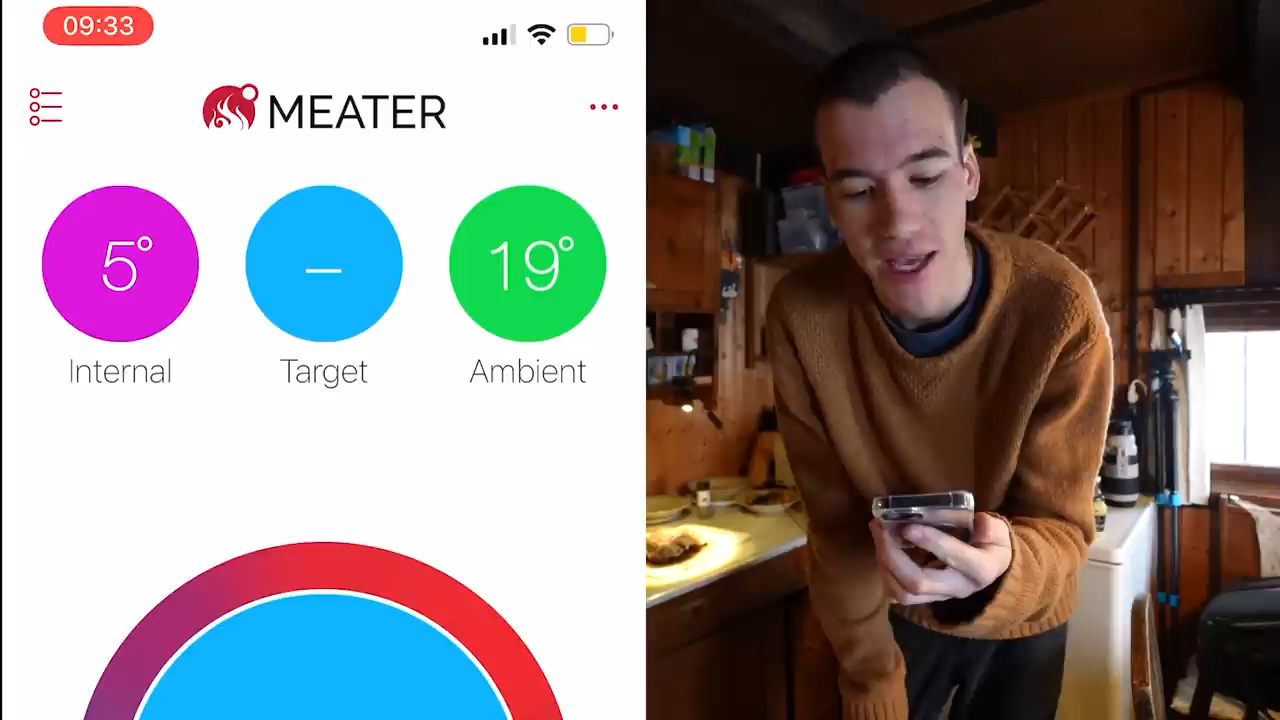 09:33
MEATER
5° – 19°
Internal Target Ambient